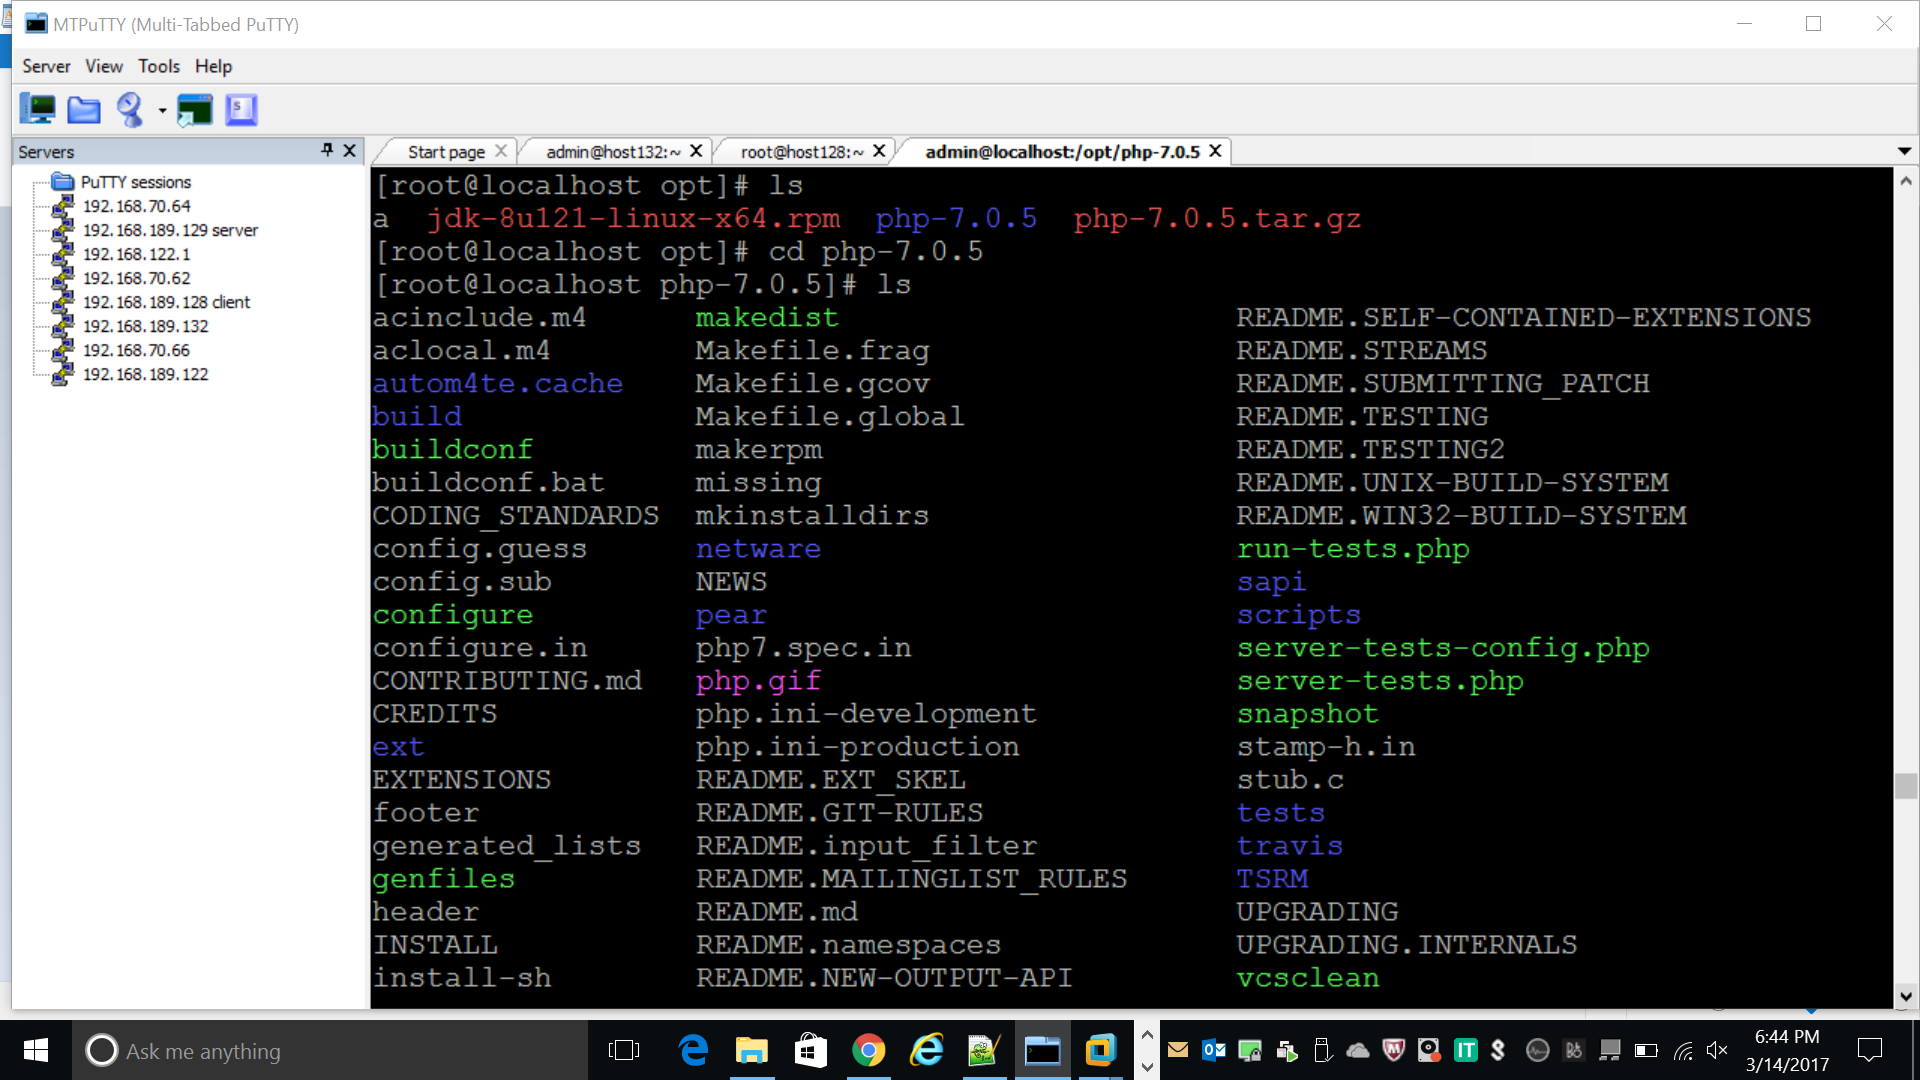 MTPuTTY (Multi-Tabbed PuTTY)
Server View Tools Help
Servers
PuTTY sessions
192.168.70.64
192.168.189.129 server
192.168.122.1
192.168.70.62
192.168.189.128 client
192.168.189.132
192.168.70.66
192.168.189.122
Start page admin@host132:~ root@host128:~ admin@localhost:/opt/php-7.0.5
[root@localhost opt]# ls
a jdk-8u121-linux-x64.rpm php-7.0.5 php-7.0.5.tar.gz
[root@localhost opt]# cd php-7.0.5
[root@localhost php-7.0.5]# ls
acinclude.m4 makedist README.SELF-CONTAINED-EXTENSIONS
aclocal.m4 Makefile.frag README.STREAMS
autom4te.cache Makefile.gcov README.SUBMITTING_PATCH
build Makefile.global README.TESTING
buildconf makerpm README.TESTING2
buildconf.bat missing README.UNIX-BUILD-SYSTEM
CODING_STANDARDS mkinstalldirs README.WIN32-BUILD-SYSTEM
config.guess netware run-tests.php
config.sub NEWS sapi
configure pear scripts
configure.in php7.spec.in server-tests-config.php
CONTRIBUTING.md php.gif server-tests.php
CREDITS php.ini-development snapshot
ext php.ini-production stamp-h.in
EXTENSIONS README.EXT_SKEL stub.c
footer README.GIT-RULES tests
generated_lists README.input_filter travis
genfiles README.MAILINGLIST_RULES TSRM
header README.md UPGRADING
INSTALL README.namespaces UPGRADING.INTERNALS
install-sh README.NEW-OUTPUT-API vcsclean
Ask me anything
6:44 PM
3/14/2017